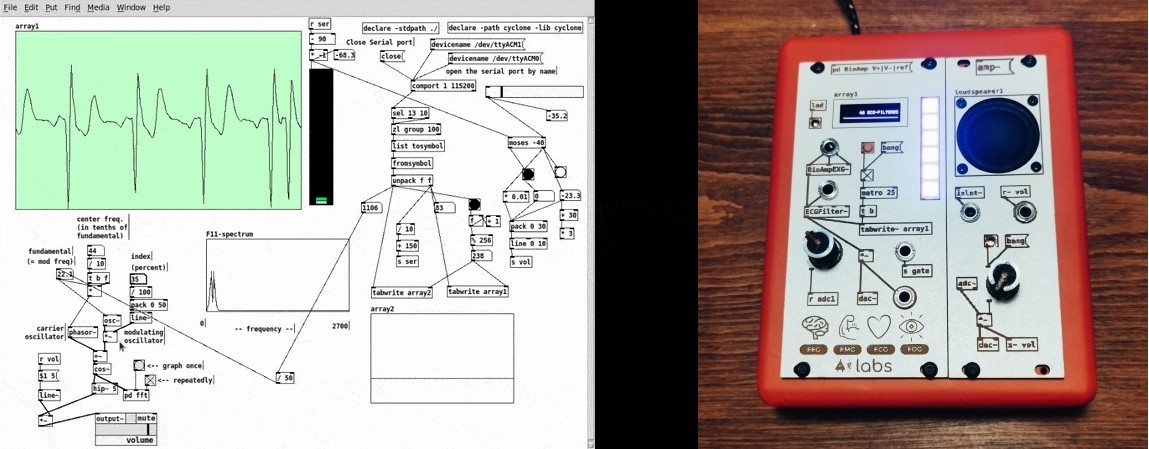 File Edit Put Find Media Window Help
array1
r ser
- 90
* -1
-68.3
declare -stdpath ./
declare -path cyclone -lib cyclone
Close Serial port
close
devicename /dev/ttyACM1
devicename /dev/ttyACM0
open the serial port by name
comport 1 115200
-35.2
sel 13 10
zl group 100
list tosymbol
fromsymbol
unpack f f
moses -40
* 0.01
0
-23.3
+ 30
* 3
pack 0 30
line 0 10
s vol
1106
83
/ 10
+ 150
s ser
f
+ 1
% 256
238
tabwrite array2
tabwrite array1
array2
center freq.
(in tenths of
fundamental)
fundamental
(= mod freq)
44
/ 10
t b f
22.1
index
(percent)
35
/ 100
pack 0 50
line~
osc~
carrier
oscillator
phasor~
modulating
oscillator
cos~
hip~ 5
r vol
$1 5
line~
*~
<-- graph once
<-- repeatedly
pd fft
output~
mute
volume
F11-spectrum
0
-- frequency --
2700
/ 50
pd BioAmp V+|V-|ref
amp~
led
array1
loudspeaker1
bang
BioAmpEXG~
metro 25
ECGFilter~
t b
tabwrite~ array1
*~
s gate
r adc1
dac~
inlet~
r~ vol
bang
adc~
*~
dac~
s~ vol
EEG
EMG
ECG
EOG
labs